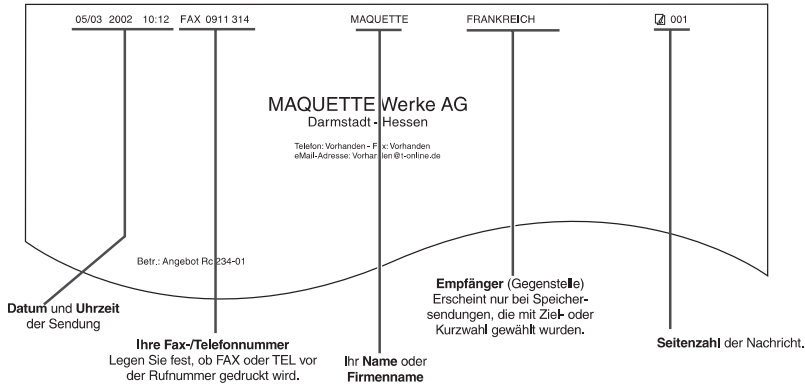 05/03 2002 10:12 FAX 0911 314 MAQUETTE FRANKREICH 001
MAQUETTE Werke AG
Darmstadt - Hessen
Telefon: Vorhanden - Fax: Vorhanden
eMail-Adresse: Vorhanden@t-online.de
Betr.: Angebot Rc 234-01
Datum und Uhrzeit
der Sendung
Ihre Fax-/Telefonnummer
Legen Sie fest, ob FAX oder TEL vor
der Rufnummer gedruckt wird.
Ihr Name oder
Firmenname
Empfänger (Gegenstelle)
Erscheint nur bei Speicher-
sendungen, die mit Ziel- oder
Kurzwahl gewählt wurden.
Seitenzahl der Nachricht.